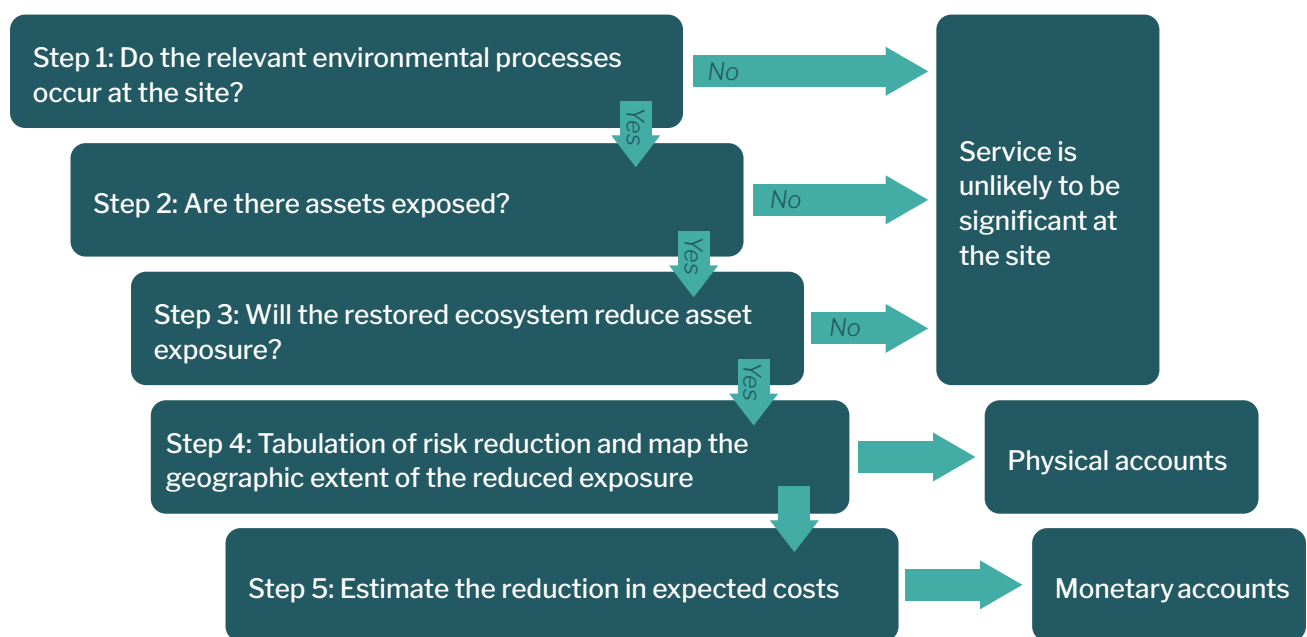 Step 1: Do the relevant environmental processes
occur at the site?
No
Yes
Step 2: Are there assets exposed?
No
Yes
Step 3: Will the restored ecosystem reduce asset
exposure?
No
Yes
Service is
unlikely to be
significant at
the site
Step 4: Tabulation of risk reduction and map the
geographic extent of the reduced exposure
Physical accounts
Step 5: Estimate the reduction in expected costs
Monetary accounts